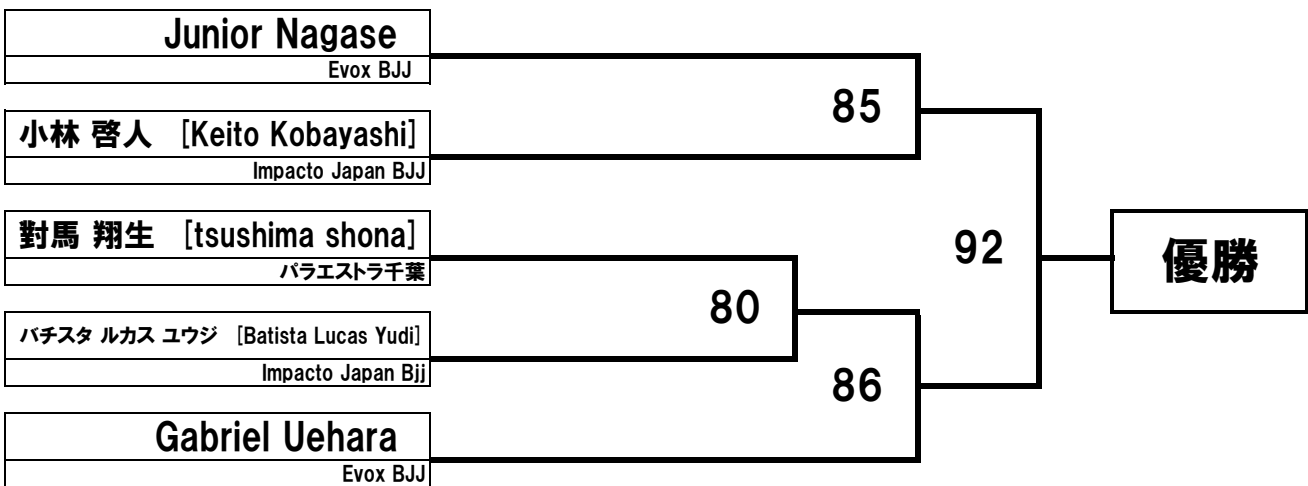 Junior Nagase
Evox BJJ
85
小林 啓人 [Keito Kobayashi]
Impacto Japan BJJ
對馬 翔生 [tsushima shona]
パラエストラ千葉
92
優勝
80
バチスタ ルカス ユウジ [Batista Lucas Yudi]
Impacto Japan Bjj
86
Gabriel Uehara
Evox BJJ